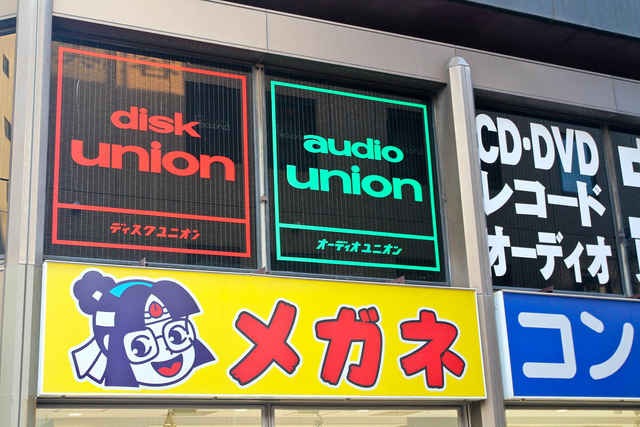 disk
union
ディスクユニオン
audio
union
オーディオユニオン
CD・DVD
レコード
オーディオ
メガネ
コン